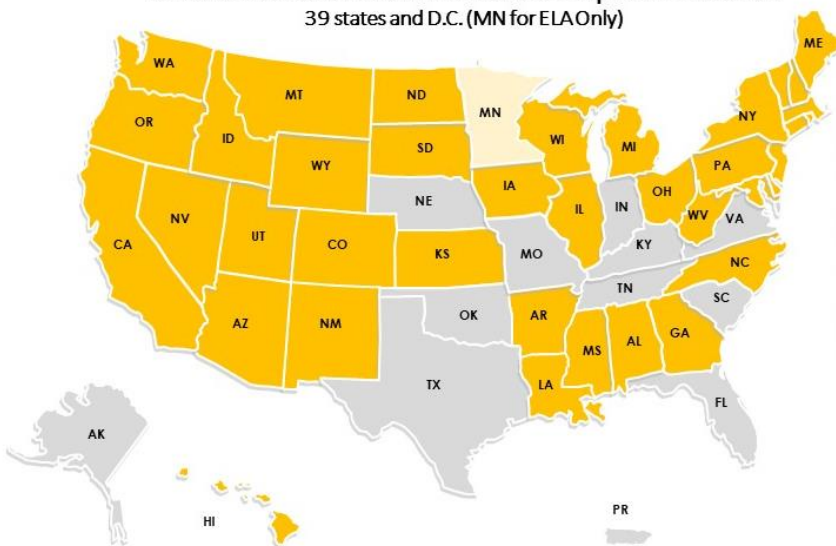 39 states and D.C. (MN for ELA Only)
ME
WA
MT
ND
MN
OR
ID
SD
WI
MI
NY
WY
IA
PA
NE
OH
NV
IL
IN
WV
VA
UT
CO
CA
KS
MO
KY
NC
TN
AZ
NM
OK
AR
SC
MS
AL
GA
TX
LA
FL
AK
HI
PR